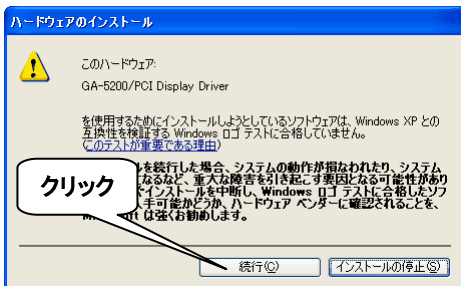 ハードウェアのインストール
このハードウェア:
GA-5200/PCI Display Driver
を使用するためにインストールしようとしているソフトウェアは、Windows XP との
互換性を検証する Windows ロゴ テストに合格していません。
(このテストが重要である理由)
ルを続行した場合、システムの動作が損なわれたり、システム
なるなど、重大な障害を引き起こす要因となる可能性があり
インストールを中断し、Windows ロゴ テストに合格したソフ
手可能かどうか、ハードウェア ベンダーに確認されることを、
は強くお勧めします。
クリック
続行(C)
インストールの停止(S)